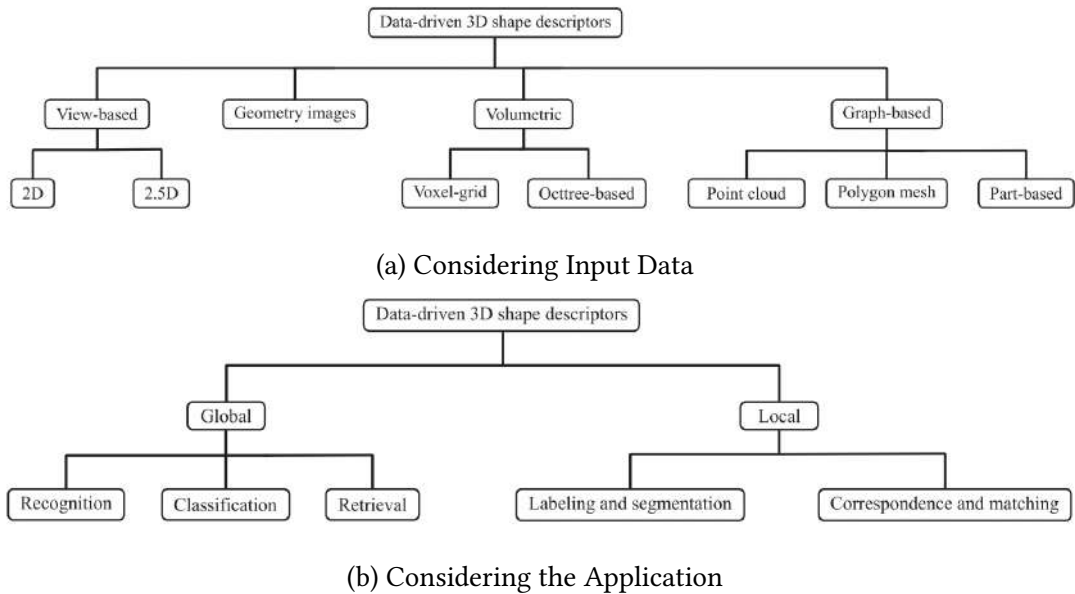 Data-driven 3D shape descriptors
View-based
Geometry images
Volumetric
Graph-based
2D
2.5D
Voxel-grid
Octtree-based
Point cloud
Polygon mesh
Part-based
(a) Considering Input Data
Data-driven 3D shape descriptors
Global
Local
Recognition
Classification
Retrieval
Labeling and segmentation
Correspondence and matching
(b) Considering the Application